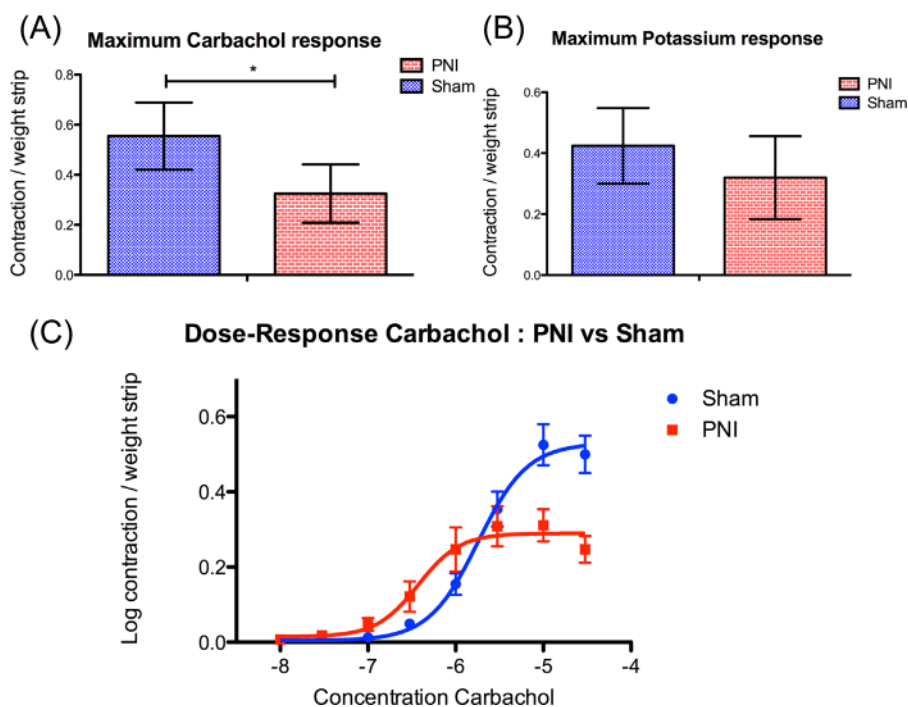 (A)
Maximum Carbachol response
Contraction / weight strip
0.8
0.6
0.4
0.2
0.0
*
PNI
Sham
(B)
Maximum Potassium response
Contraction / weight strip
0.6
0.4
0.2
0.0
PNI
Sham
(C)
Dose-Response Carbachol : PNI vs Sham
Log contraction / weight strip
0.6
0.4
0.2
0.0
-8 -7 -6 -5 -4
Concentration Carbachol
Sham
PNI